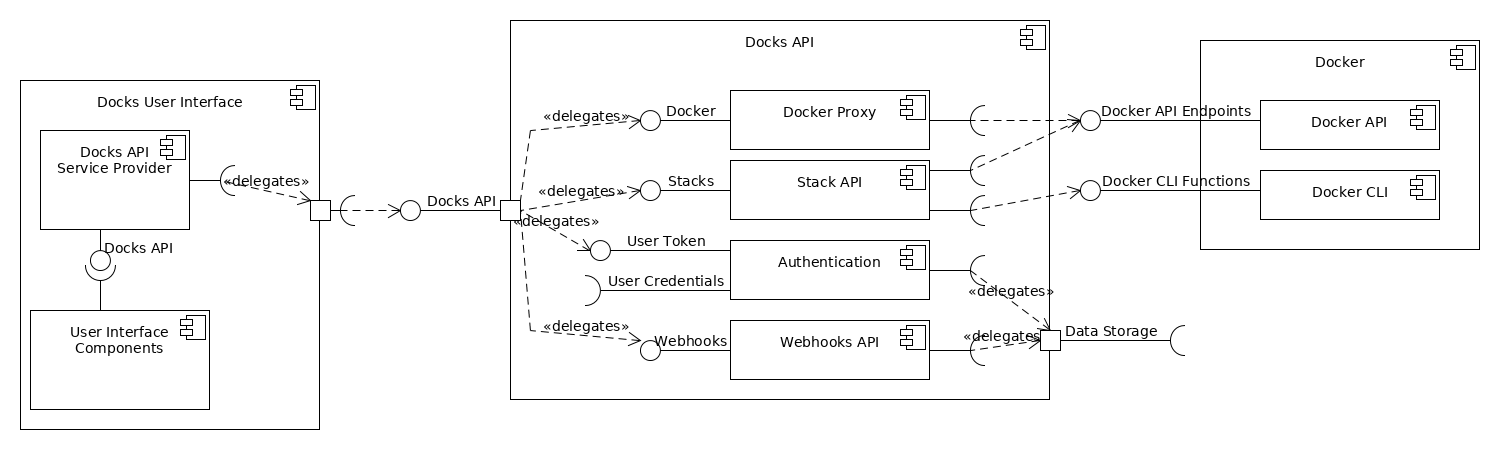 Docks User Interface
Docks API
Service Provider
«delegates»
Docks API
User Interface
Components
Docks API
Docks API
«delegates»
Docker
Docker Proxy
«delegates»
Stacks
Stack API
«delegates»
User Token
Authentication
User Credentials
«delegates»
«delegates»
Webhooks
Webhooks API
«delegates»
Data Storage
Docker
Docker API Endpoints
Docker API
Docker CLI Functions
Docker CLI